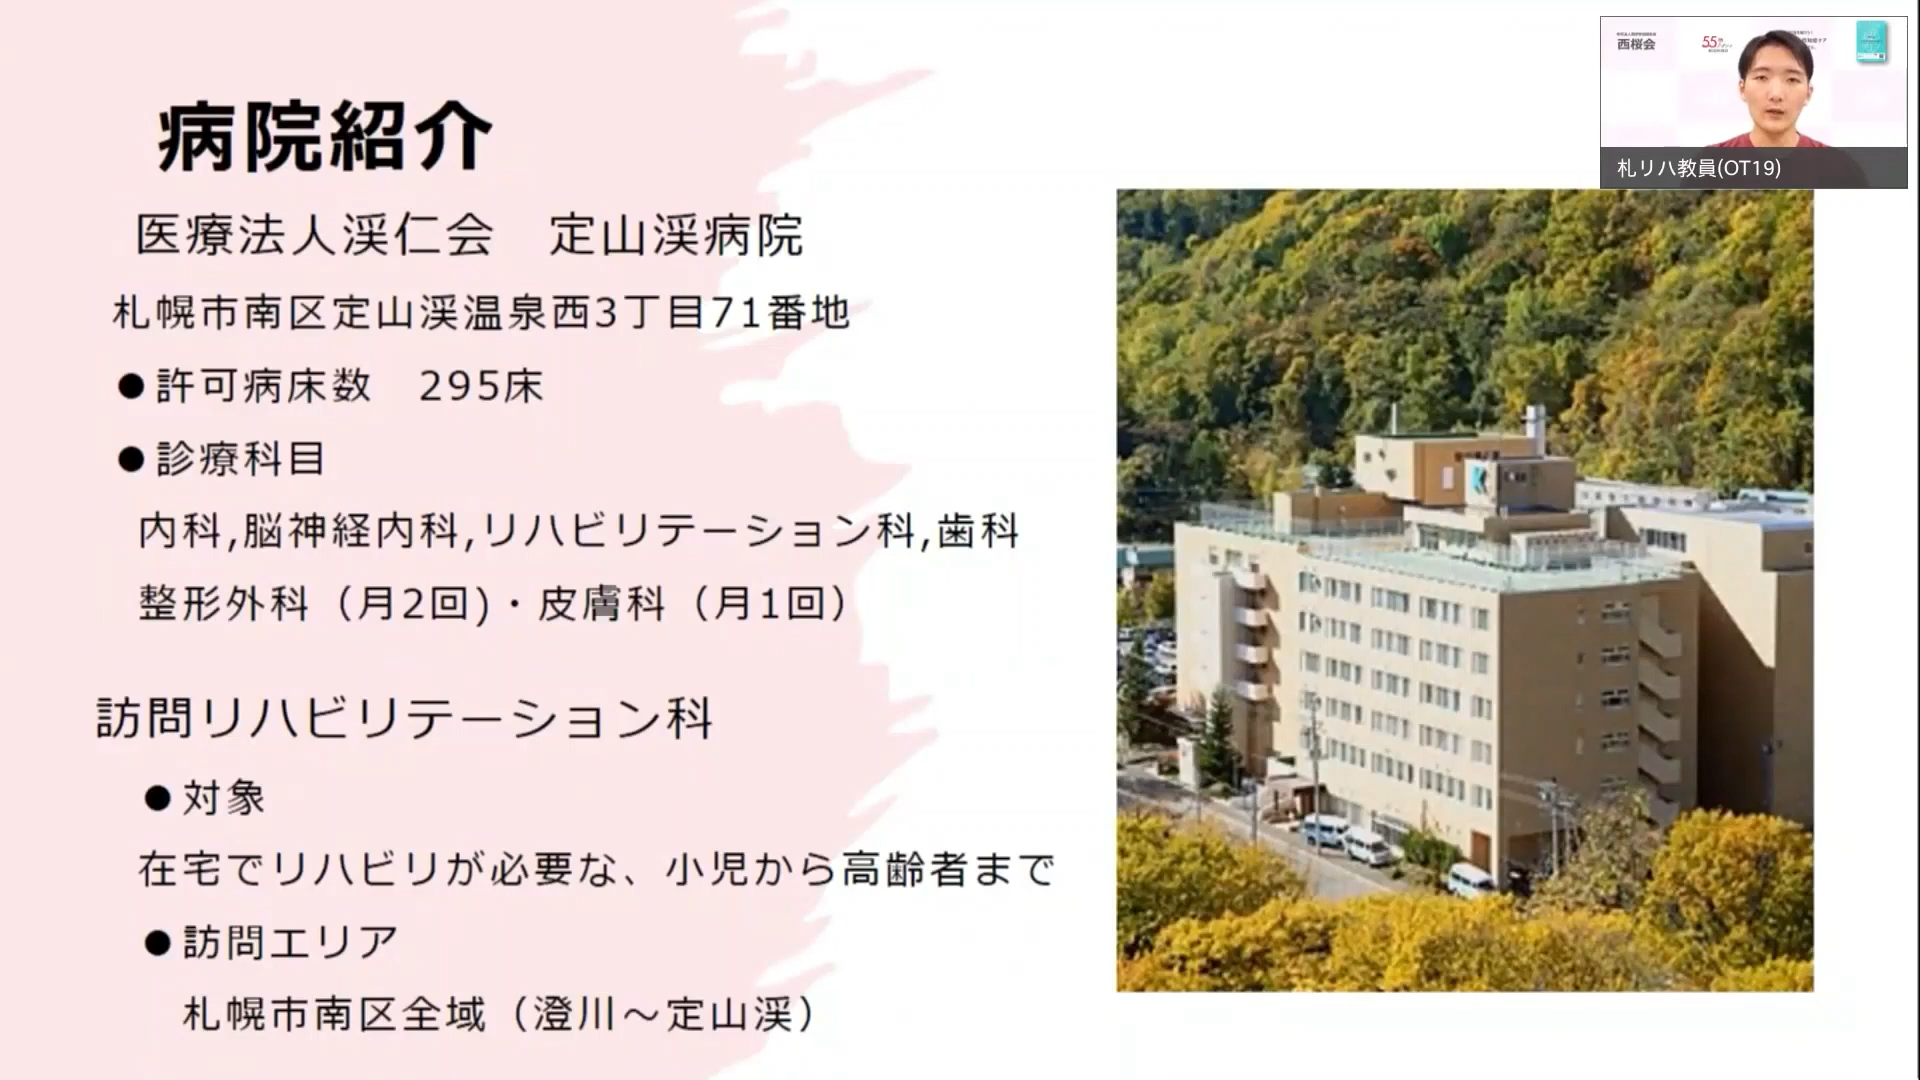 病院紹介
医療法人渓仁会　定山渓病院
札幌市南区定山渓温泉西3丁目71番地
●許可病床数　295床
●診療科目
内科,脳神経内科,リハビリテーション科,歯科
整形外科（月2回)・皮膚科（月1回）
訪問リハビリテーション科
●対象
在宅でリハビリが必要な、小児から高齢者まで
●訪問エリア
札幌市南区全域（澄川～定山渓）
西桜会
55th
札リハ教員(OT19)